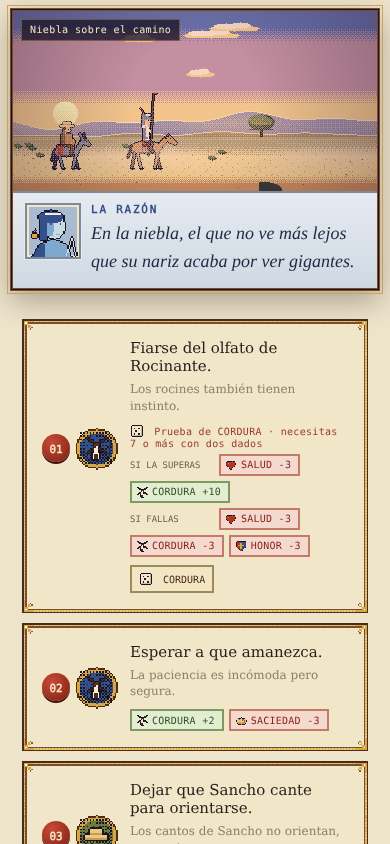 Niebla sobre el camino
LA RAZÓN
En la niebla, el que no ve más lejos
que su nariz acaba por ver gigantes.
Fiarse del olfato de
Rocinante.
Los rocines también tienen
instinto.
Prueba de CORDURA · necesitas
7 o más con dos dados
01
SI LA SUPERAS SALUD -3
CORDURA +10
SI FALLAS SALUD -3
CORDURA -3 HONOR -3
CORDURA
Esperar a que amanezca.
La paciencia es incómoda pero
segura.
02
CORDURA +2 SACIEDAD -3
Dejar que Sancho cante
para orientarse.
Los cantos de Sancho no orientan,
03